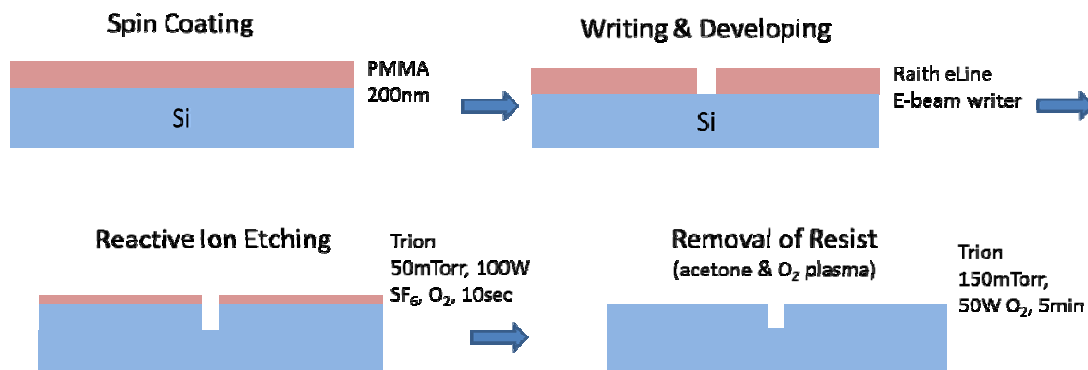 Spin Coating
PMMA
200nm
Si
Writing & Developing
Raith eLine
E-beam writer
Si
Reactive Ion Etching
Trion
50mTorr, 100W
SF₆, O₂, 10sec
Removal of Resist
(acetone & O₂ plasma)
Trion
150mTorr,
50W O₂, 5min